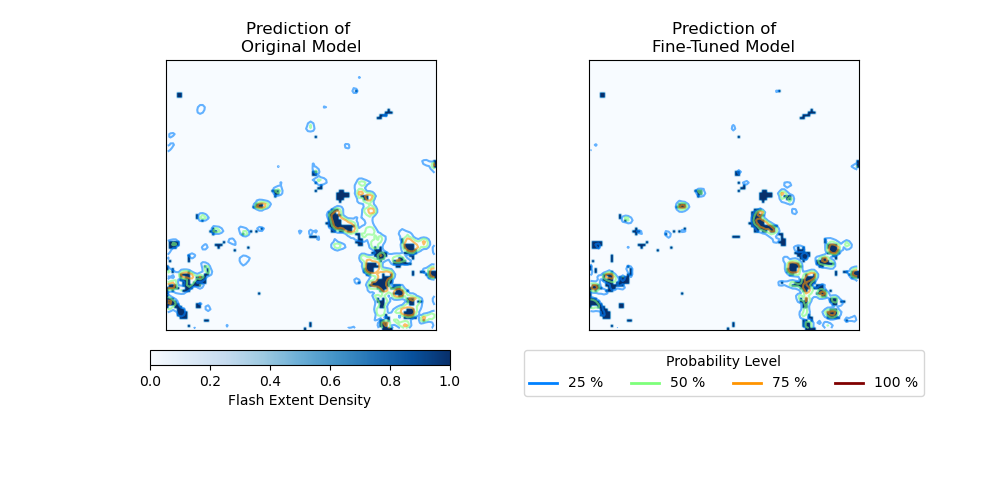 Prediction of
Original Model
Prediction of
Fine-Tuned Model
0.0 0.2 0.4 0.6 0.8 1.0
Flash Extent Density
Probability Level
25 % 50 % 75 % 100 %